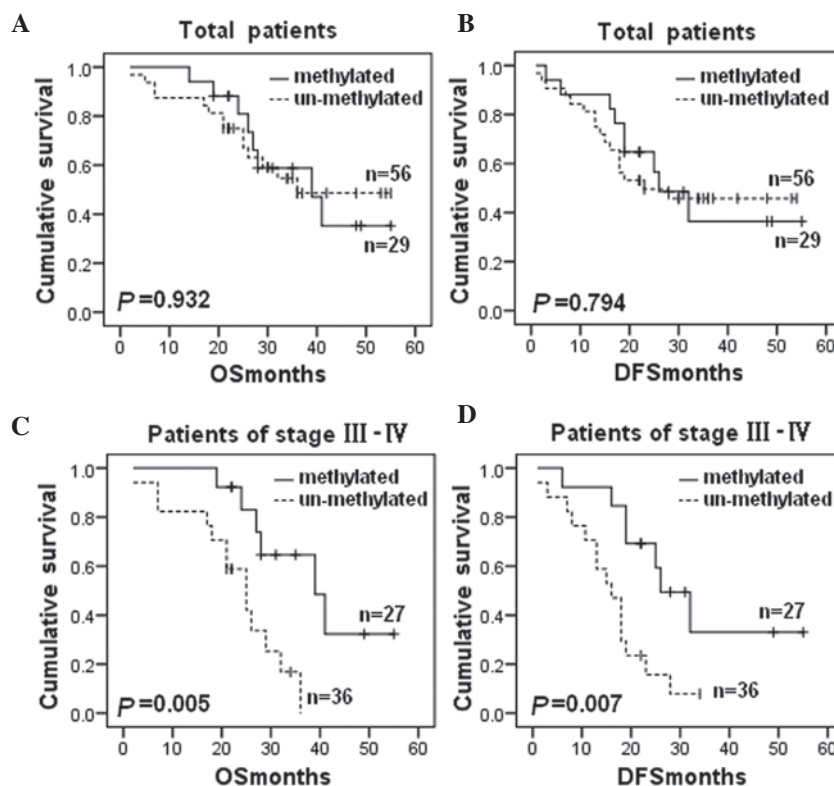 A
Total patients
Cumulative survival
1.0
0.8
0.6
0.4
0.2
0.0
methylated
un-methylated
n=56
n=29
P=0.932
0 10 20 30 40 50 60
OSmonths
B
Total patients
Cumulative survival
1.0
0.8
0.6
0.4
0.2
0.0
methylated
un-methylated
n=56
n=29
P=0.794
0 10 20 30 40 50 60
DFSmonths
C
Patients of stage III-IV
Cumulative survival
1.0
0.8
0.6
0.4
0.2
0.0
methylated
un-methylated
n=27
n=36
P=0.005
0 10 20 30 40 50 60
OSmonths
D
Patients of stage III-IV
Cumulative survival
1.0
0.8
0.6
0.4
0.2
0.0
methylated
un-methylated
n=27
n=36
P=0.007
0 10 20 30 40 50 60
DFSmonths